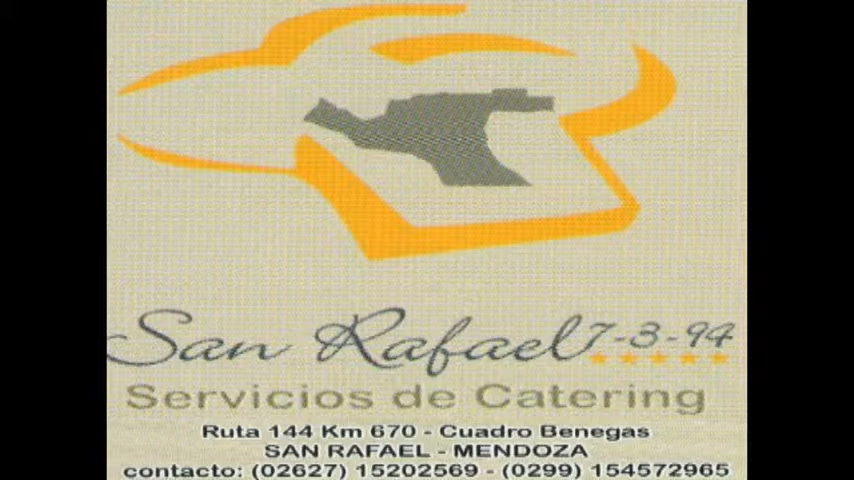 San Rafael 7-3-94
Servicios de Catering
Ruta 144 Km 670 - Cuadro Benegas
SAN RAFAEL - MENDOZA
contacto: (02627) 15202569 - (0299) 154572965